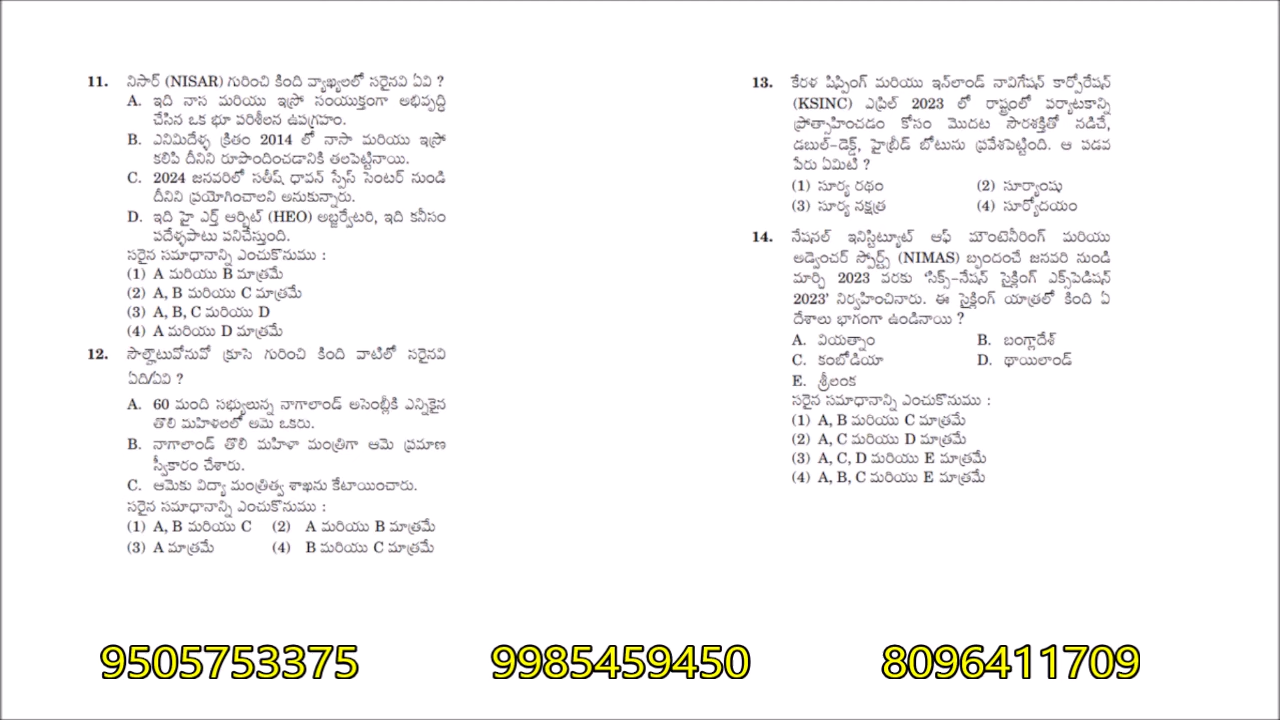 11. నిసార్ (NISAR) గురించి కింది వ్యాఖ్యలలో సరైనవి ఏవి ?
A. ఇది నాస మరియు ఇస్రో సంయుక్తంగా అభివృద్ధి
చేసిన ఒక భూ పరిశీలన ఉపగ్రహం.
B. ఎనిమిదేళ్ళ క్రితం 2014 లో నాసా మరియు ఇస్రో
కలిపి దీనిని రూపొందించడానికి తలపెట్టినాయి.
C. 2024 జనవరిలో సతీష్ ధావన్ స్పేస్ సెంటర్ నుండి
దీనిని ప్రయోగించాలని అనుకున్నారు.
D. ఇది హై ఎర్త్ ఆర్బిట్ (HEO) అబ్జర్వేటరి, ఇది కనీసం
పదేళ్ళపాటు పనిచేస్తుంది.
సరైన సమాధానాన్ని ఎంచుకొనుము :
(1) A మరియు B మాత్రమే
(2) A, B మరియు C మాత్రమే
(3) A, B, C మరియు D
(4) A మరియు D మాత్రమే
12. సాల్హౌటువోనువో క్రూసె గురించి కింది వాటిలో సరైనవి
ఏది/ఏవి ?
A. 60 మంది సభ్యులున్న నాగాలాండ్ అసెంబ్లీకి ఎన్నికైన
తొలి మహిళలలో ఆమె ఒకరు.
B. నాగాలాండ్ తొలి మహిళా మంత్రిగా ఆమె ప్రమాణ
స్వీకారం చేశారు.
C. ఆమెకు విద్యా మంత్రిత్వ శాఖను కేటాయించారు.
సరైన సమాధానాన్ని ఎంచుకొనుము :
(1) A, B మరియు C (2) A మరియు B మాత్రమే
(3) A మాత్రమే (4) B మరియు C మాత్రమే
13. కేరళ షిప్పింగ్ మరియు ఇన్‌లాండ్ నావిగేషన్ కార్పోరేషన్
(KSINC) ఎప్రిల్ 2023 లో రాష్ట్రంలో పర్యాటకాన్ని
ప్రోత్సాహించడం కోసం మొదట సౌరశక్తితో నడిచే,
డబుల్-డెక్డ్, హైబ్రీడ్ బోటును ప్రవేశపెట్టింది. ఆ పడవ
పేరు ఏమిటి ?
(1) సూర్య రథం (2) సూర్యాంషు
(3) సూర్య నక్షత్ర (4) సూర్యోదయం
14. నేషనల్ ఇనిస్టిట్యూట్ ఆఫ్ మౌంటెనీరింగ్ మరియు
అడ్వెంచర్ స్పోర్ట్స్ (NIMAS) బృందంచే జనవరి నుండి
మార్చి 2023 వరకు 'సిక్స్-నేషన్ సైక్లింగ్ ఎక్స్‌పెడిషన్
2023' నిర్వహించినారు. ఈ సైక్లింగ్ యాత్రలో కింది ఏ
దేశాలు భాగంగా ఉండినాయి ?
A. వియత్నాం B. బంగ్లాదేశ్
C. కంబోడియా D. థాయిలాండ్
E. శ్రీలంక
సరైన సమాధానాన్ని ఎంచుకొనుము :
(1) A, B మరియు C మాత్రమే
(2) A, C మరియు D మాత్రమే
(3) A, C, D మరియు E మాత్రమే
(4) A, B, C మరియు E మాత్రమే
9505753375 9985459450 8096411709